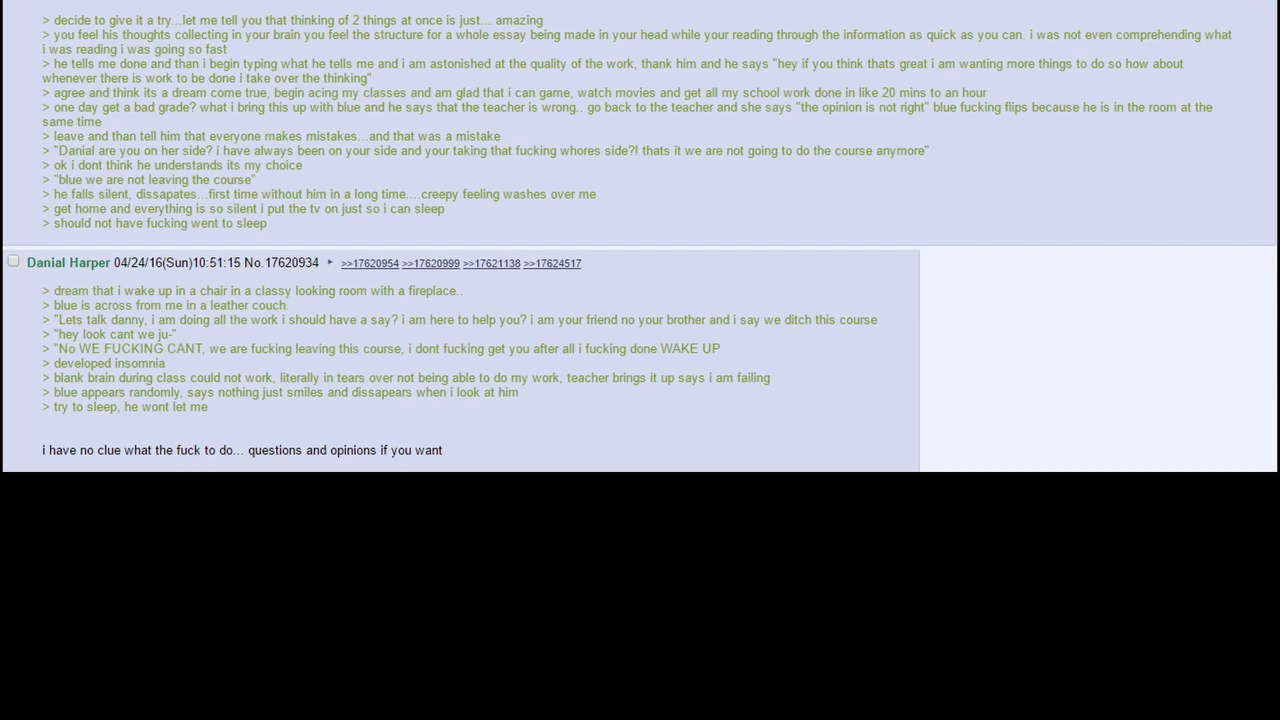 > decide to give it a try...let me tell you that thinking of 2 things at once is just... amazing
> you feel his thoughts collecting in your brain you feel the structure for a whole essay being made in your head while your reading through the information as quick as you can. i was not even comprehending what
i was reading i was going so fast
> he tells me done and than i begin typing what he tells me and i am astonished at the quality of the work, thank him and he says "hey if you think thats great i am wanting more things to do so how about
whenever there is work to be done i take over the thinking"
> agree and think its a dream come true, begin acing my classes and am glad that i can game, watch movies and get all my school work done in like 20 mins to an hour
> one day get a bad grade? what i bring this up with blue and he says that the teacher is wrong.. go back to the teacher and she says "the opinion is not right" blue fucking flips because he is in the room at the
same time
> leave and than tell him that everyone makes mistakes...and that was a mistake
> "Danial are you on her side? i have always been on your side and your taking that fucking whores side?! thats it we are not going to do the course anymore"
> ok i dont think he understands its my choice
> "blue we are not leaving the course"
> he falls silent, dissapates...first time without him in a long time....creepy feeling washes over me
> get home and everything is so silent i put the tv on just so i can sleep
> should not have fucking went to sleep
Danial Harper 04/24/16(Sun)10:51:15 No.17620934 ▸ >>17620954 >>17620999 >>17621138 >>17624517
> dream that i wake up in a chair in a classy looking room with a fireplace..
> blue is across from me in a leather couch.
> "Lets talk danny, i am doing all the work i should have a say? i am here to help you? i am your friend no your brother and i say we ditch this course
> "hey look cant we ju-"
> "No WE FUCKING CANT, we are fucking leaving this course, i dont fucking get you after all i fucking done WAKE UP
> developed insomnia
> blank brain during class could not work, literally in tears over not being able to do my work, teacher brings it up says i am failing
> blue appears randomly, says nothing just smiles and dissapears when i look at him
> try to sleep, he wont let me
i have no clue what the fuck to do... questions and opinions if you want